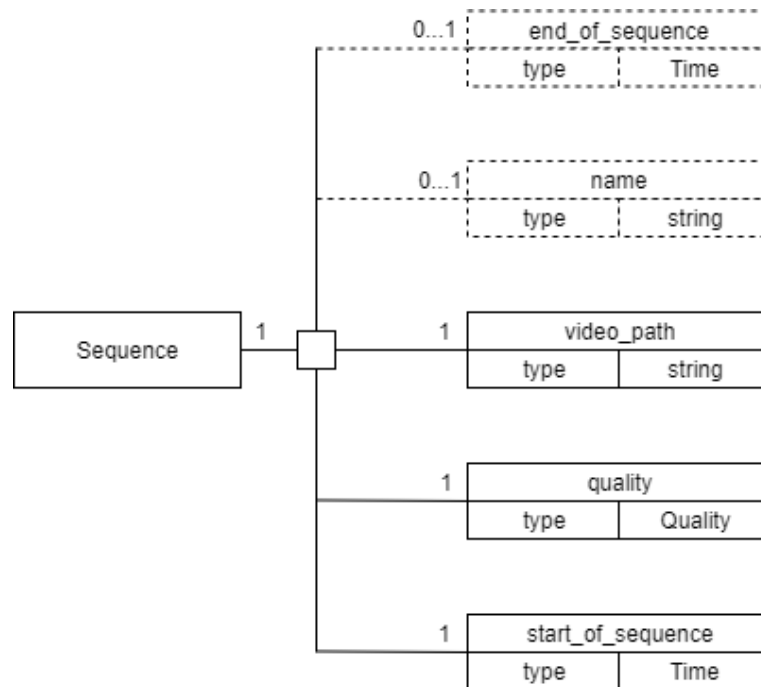 0...1
end_of_sequence
type Time
0...1
name
type string
Sequence
1
1
video_path
type string
1
quality
type Quality
1
start_of_sequence
type Time